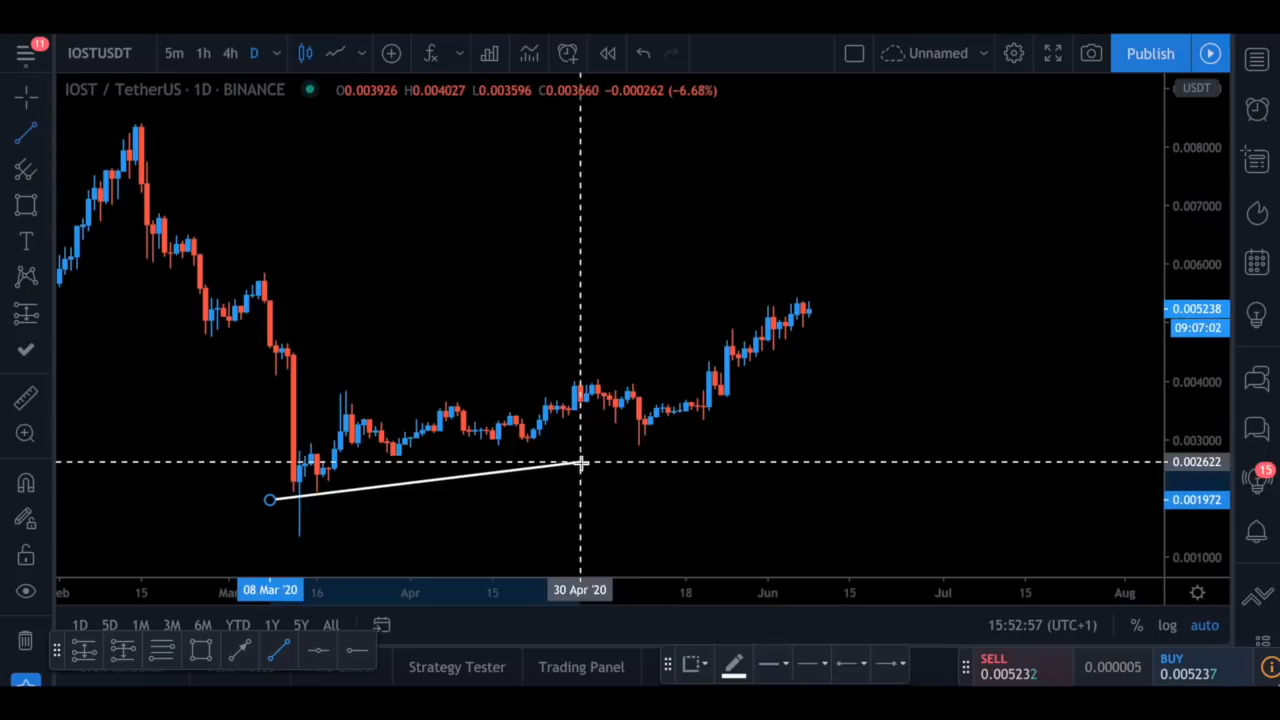 11
IOSTUSDT 5m 1h 4h D Unnamed Publish
IOST / TetherUS · 1D · BINANCE O0.003926 H0.004027 L0.003596 C0.003660 −0.000262 (−6.68%)
USDT
0.008000
0.007000
0.006000
0.005238
09:07:02
0.004000
0.003000
0.002622
15
0.001972
0.001000
eb 15 Mar 08 Mar '20 16 Apr 15 30 Apr '20 18 Jun 15 Jul 15 Aug
1D 5D 1M 3M 6M YTD 1Y 5Y All 15:52:57 (UTC+1) % log auto
Strategy Tester Trading Panel
SELL 0.005232 0.000005 BUY 0.005237